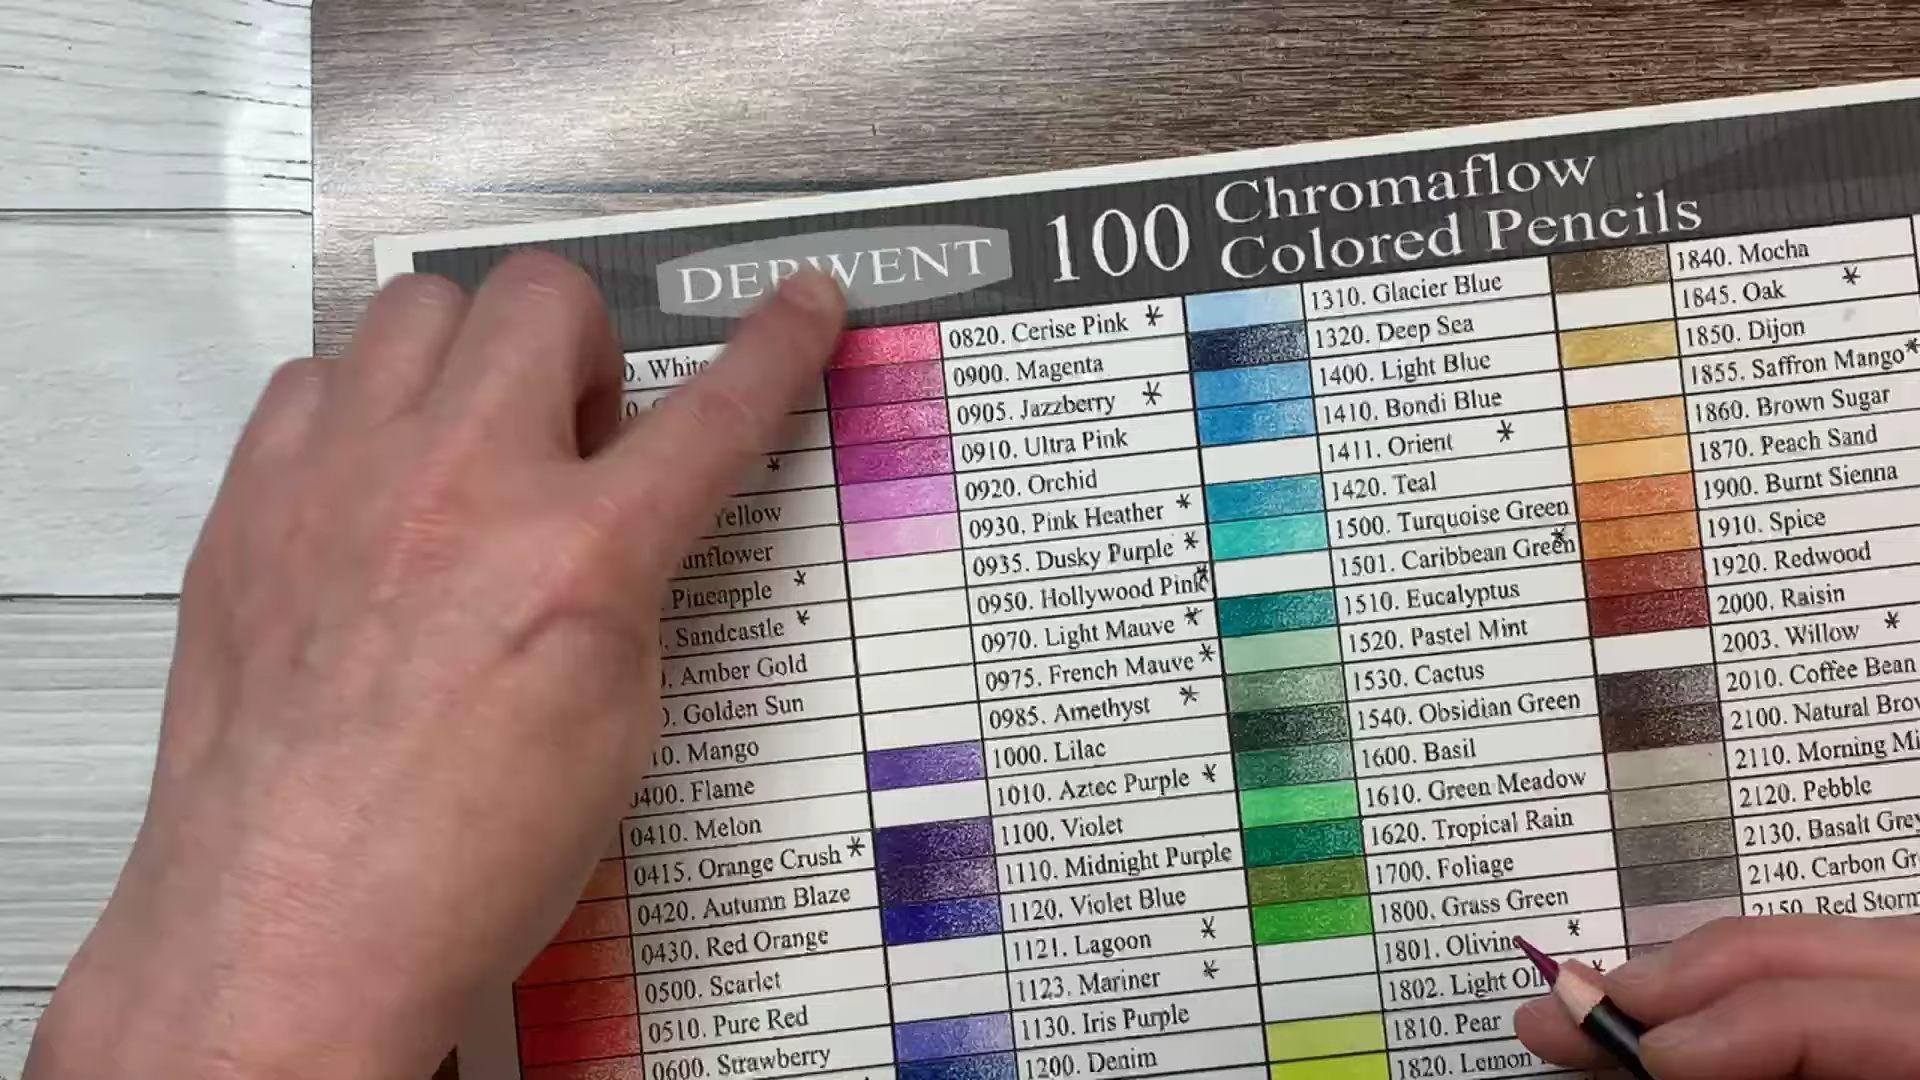 DERWENT 100 Chromaflow
Colored Pencils
0. White
Yellow
unflower
. Pineapple *
. Sandcastle *
). Amber Gold
). Golden Sun
10. Mango
0400. Flame
0410. Melon
0415. Orange Crush *
0420. Autumn Blaze
0430. Red Orange
0500. Scarlet
0510. Pure Red
0600. Strawberry
0820. Cerise Pink *
0900. Magenta
0905. Jazzberry *
0910. Ultra Pink
0920. Orchid
0930. Pink Heather *
0935. Dusky Purple *
0950. Hollywood Pink *
0970. Light Mauve *
0975. French Mauve *
0985. Amethyst *
1000. Lilac
1010. Aztec Purple *
1100. Violet
1110. Midnight Purple
1120. Violet Blue
1121. Lagoon *
1123. Mariner *
1130. Iris Purple
1200. Denim
1310. Glacier Blue
1320. Deep Sea
1400. Light Blue
1410. Bondi Blue
1411. Orient *
1420. Teal
1500. Turquoise Green
1501. Caribbean Green *
1510. Eucalyptus
1520. Pastel Mint
1530. Cactus
1540. Obsidian Green
1600. Basil
1610. Green Meadow
1620. Tropical Rain
1700. Foliage
1800. Grass Green
1801. Olivine *
1802. Light Oli *
1810. Pear
1820. Lemon
1840. Mocha
1845. Oak *
1850. Dijon
1855. Saffron Mango *
1860. Brown Sugar
1870. Peach Sand
1900. Burnt Sienna
1910. Spice
1920. Redwood
2000. Raisin
2003. Willow *
2010. Coffee Bean
2100. Natural Brov
2110. Morning Mi
2120. Pebble
2130. Basalt Grey
2140. Carbon Gr
2150. Red Storm